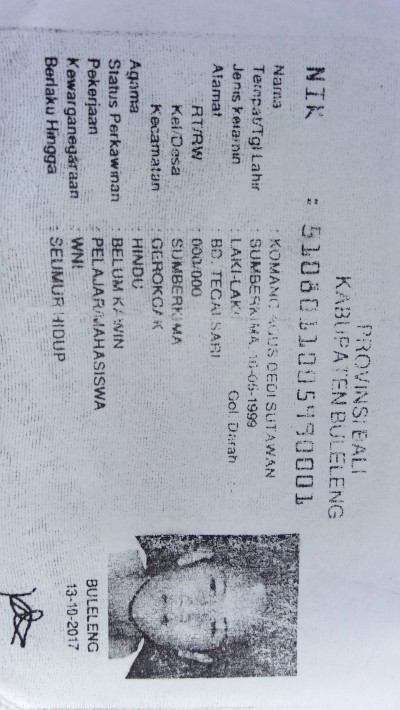 PROVINSI BALI
KABUPATEN BULELENG
NIK : 5108011005990001
Nama : KOMANG AGUS DEDI SUTAWAN
Tempat/Tgl Lahir : SUMBERKIMA, 10-05-1999
Jenis kelamin : LAKI-LAKI Gol. Darah : -
Alamat : BD. TEGALSARI
RT/RW : 000/000
Kel/Desa : SUMBERKIMA
Kecamatan : GEROKGAK
Agama : HINDU
Status Perkawinan : BELUM KAWIN
Pekerjaan : PELAJAR/MAHASISWA
Kewarganegaraan : WNI
Berlaku Hingga : SEUMUR HIDUP
BULELENG
13-10-2017